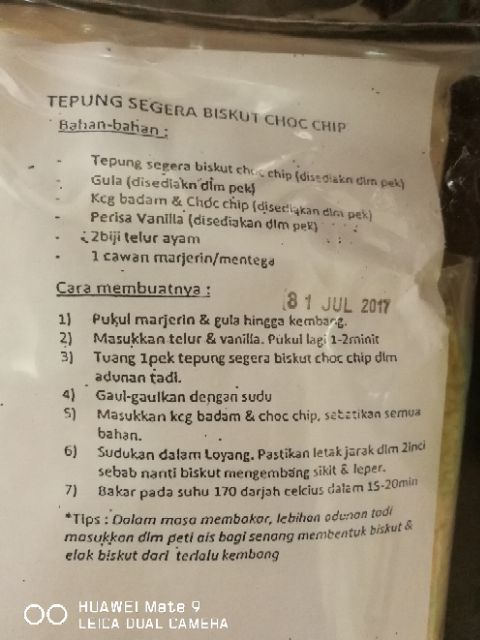 TEPUNG SEGERA BISKUT CHOC CHIP
Bahan-bahan :
- Tepung segera biskut choc chip (disediakn dlm pek)
- Gula (disediakn dlm pek)
- Kcg badam & Choc chip (disediakan dlm pek)
- Perisa Vanilla (disediakan dlm pek)
- 2biji telur ayam
- 1 cawan marjerin/mentega
Cara membuatnya :
31 JUL 2017
1) Pukul marjerin & gula hingga kembang.
2) Masukkan telur & vanilla. Pukul lagi 1-2minit
3) Tuang 1pek tepung segera biskut choc chip dlm
adunan tadi.
4) Gaul-gaulkan dengan sudu
5) Masukkan kcg badam & choc chip, sebatikan semua
bahan.
6) Sudukan dalam Loyang. Pastikan letak jarak dlm 2inci
sebab nanti biskut mengembang sikit & leper.
7) Bakar pada suhu 170 darjah celcius dalam 15-20min
*Tips : Dalam masa membakar, lebihan adunan tadi
masukkan dlm peti ais bagi senang membentuk biskut &
elak biskut dari terlalu kembang
HUAWEI Mate 9
LEICA DUAL CAMERA